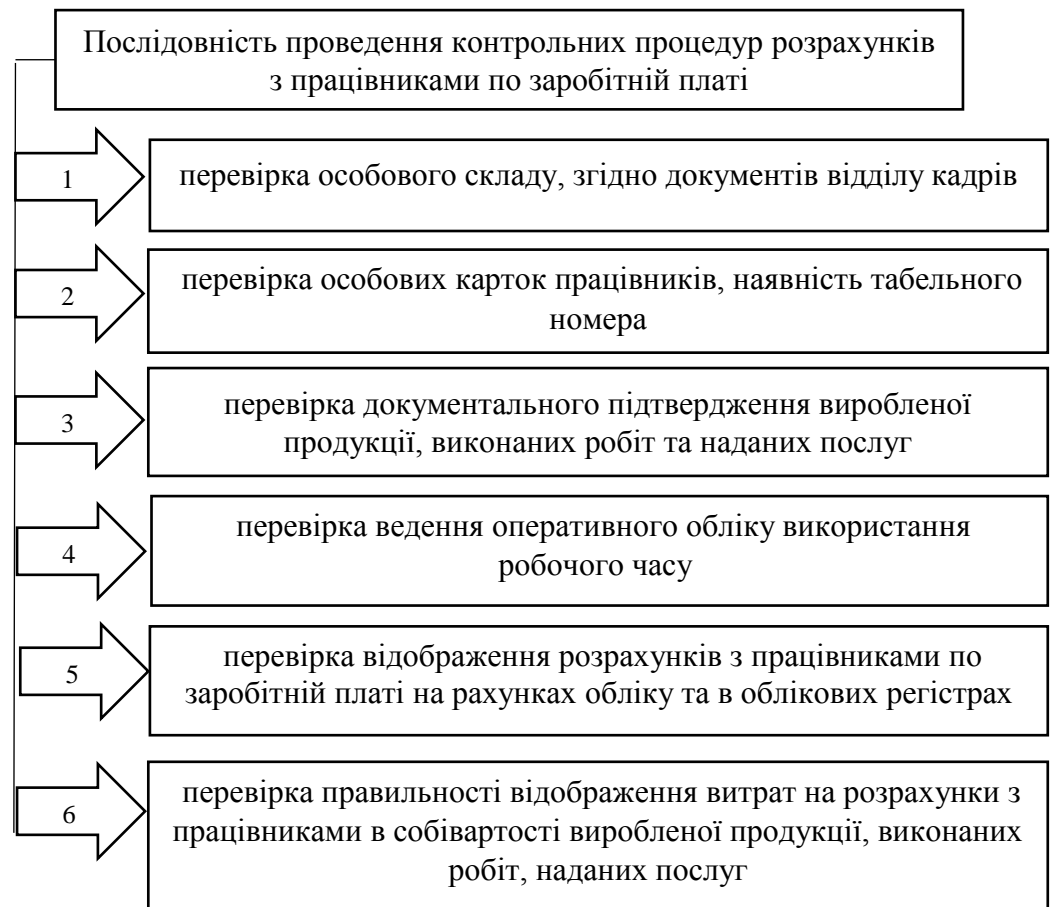 Послідовність проведення контрольних процедур розрахунків
з працівниками по заробітній платі
1
перевірка особового складу, згідно документів відділу кадрів
2
перевірка особових карток працівників, наявність табельного
номера
3
перевірка документального підтвердження виробленої
продукції, виконаних робіт та наданих послуг
4
перевірка ведення оперативного обліку використання
робочого часу
5
перевірка відображення розрахунків з працівниками по
заробітній платі на рахунках обліку та в облікових регістрах
6
перевірка правильності відображення витрат на розрахунки з
працівниками в собівартості виробленої продукції, виконаних
робіт, наданих послуг